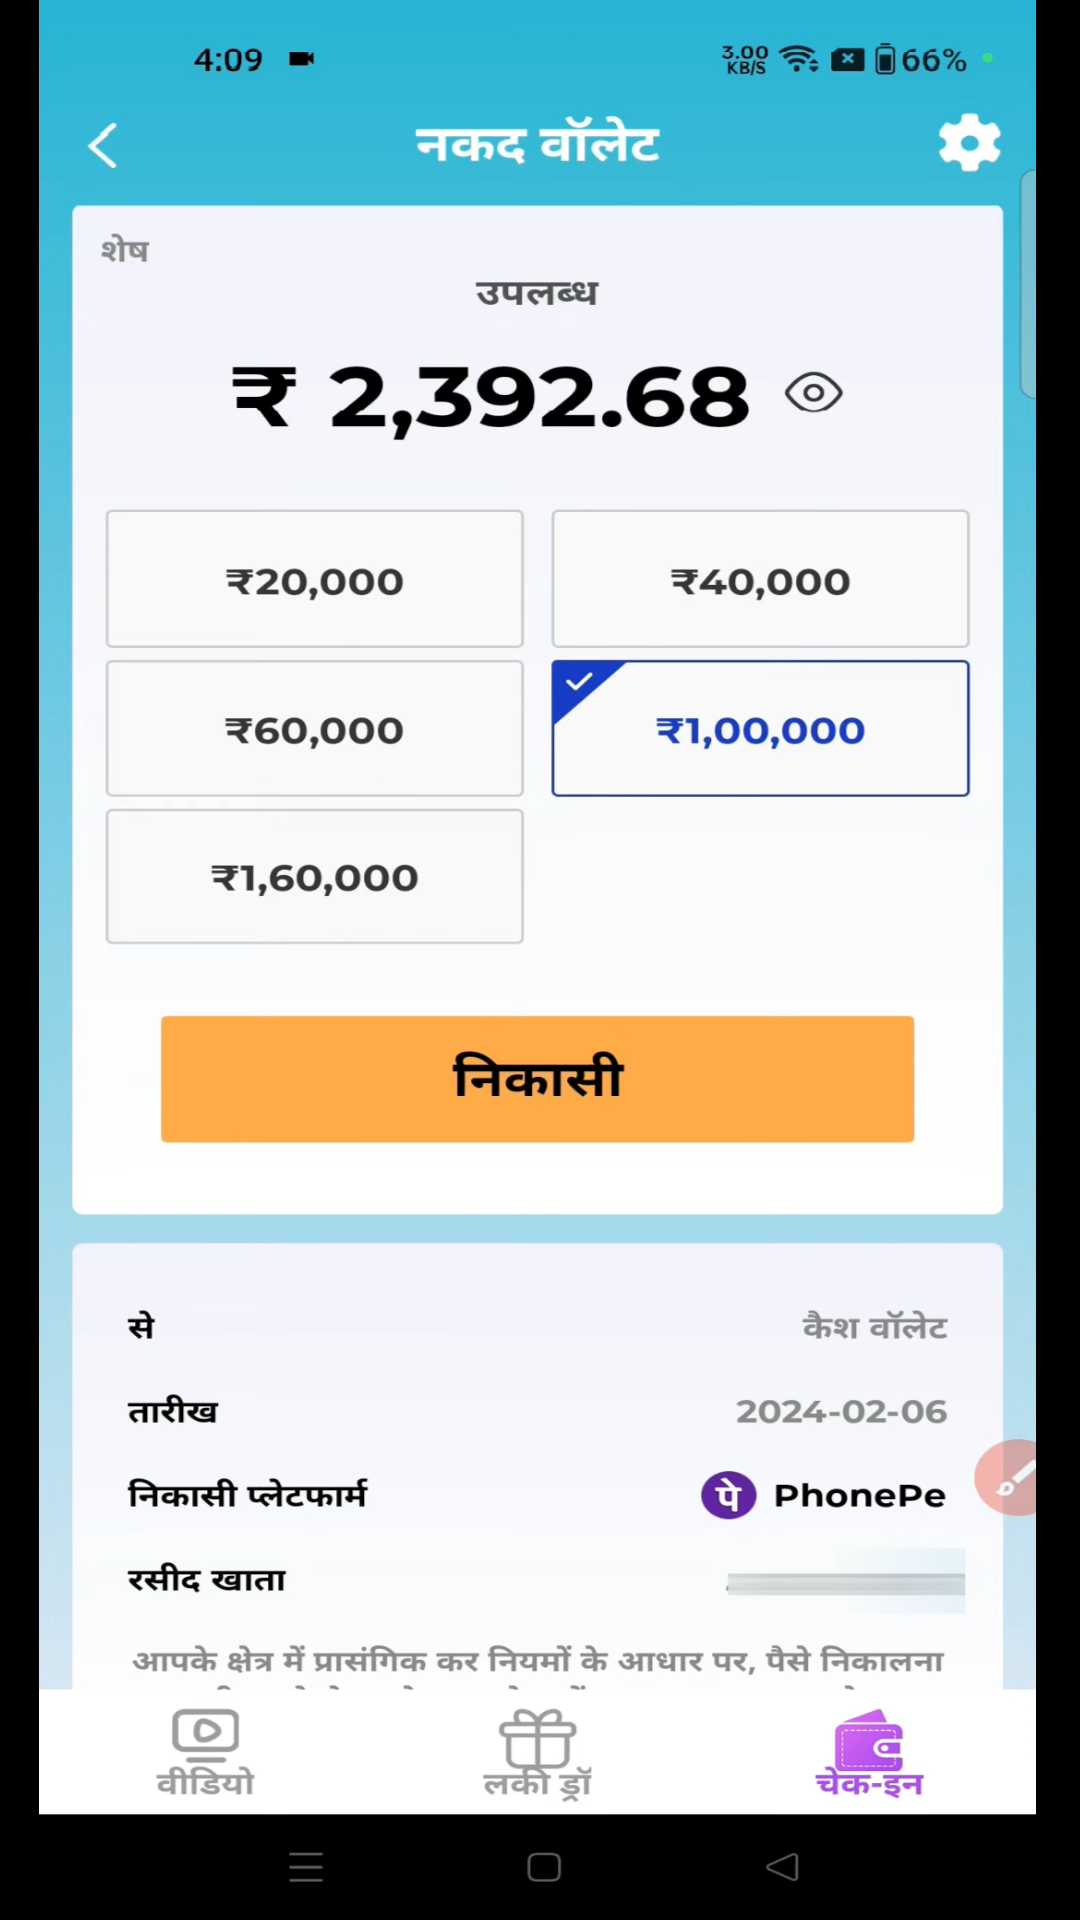 4:09
3.00 KB/S
66%
नकद वॉलेट
शेष
उपलब्ध
₹ 2,392.68
₹20,000
₹40,000
₹60,000
₹1,00,000
₹1,60,000
निकासी
से
कैश वॉलेट
तारीख
2024-02-06
निकासी प्लेटफार्म
पे PhonePe
रसीद खाता
आपके क्षेत्र में प्रासंगिक कर नियमों के आधार पर, पैसे निकालना
वीडियो
लकी ड्रॉ
चेक-इन